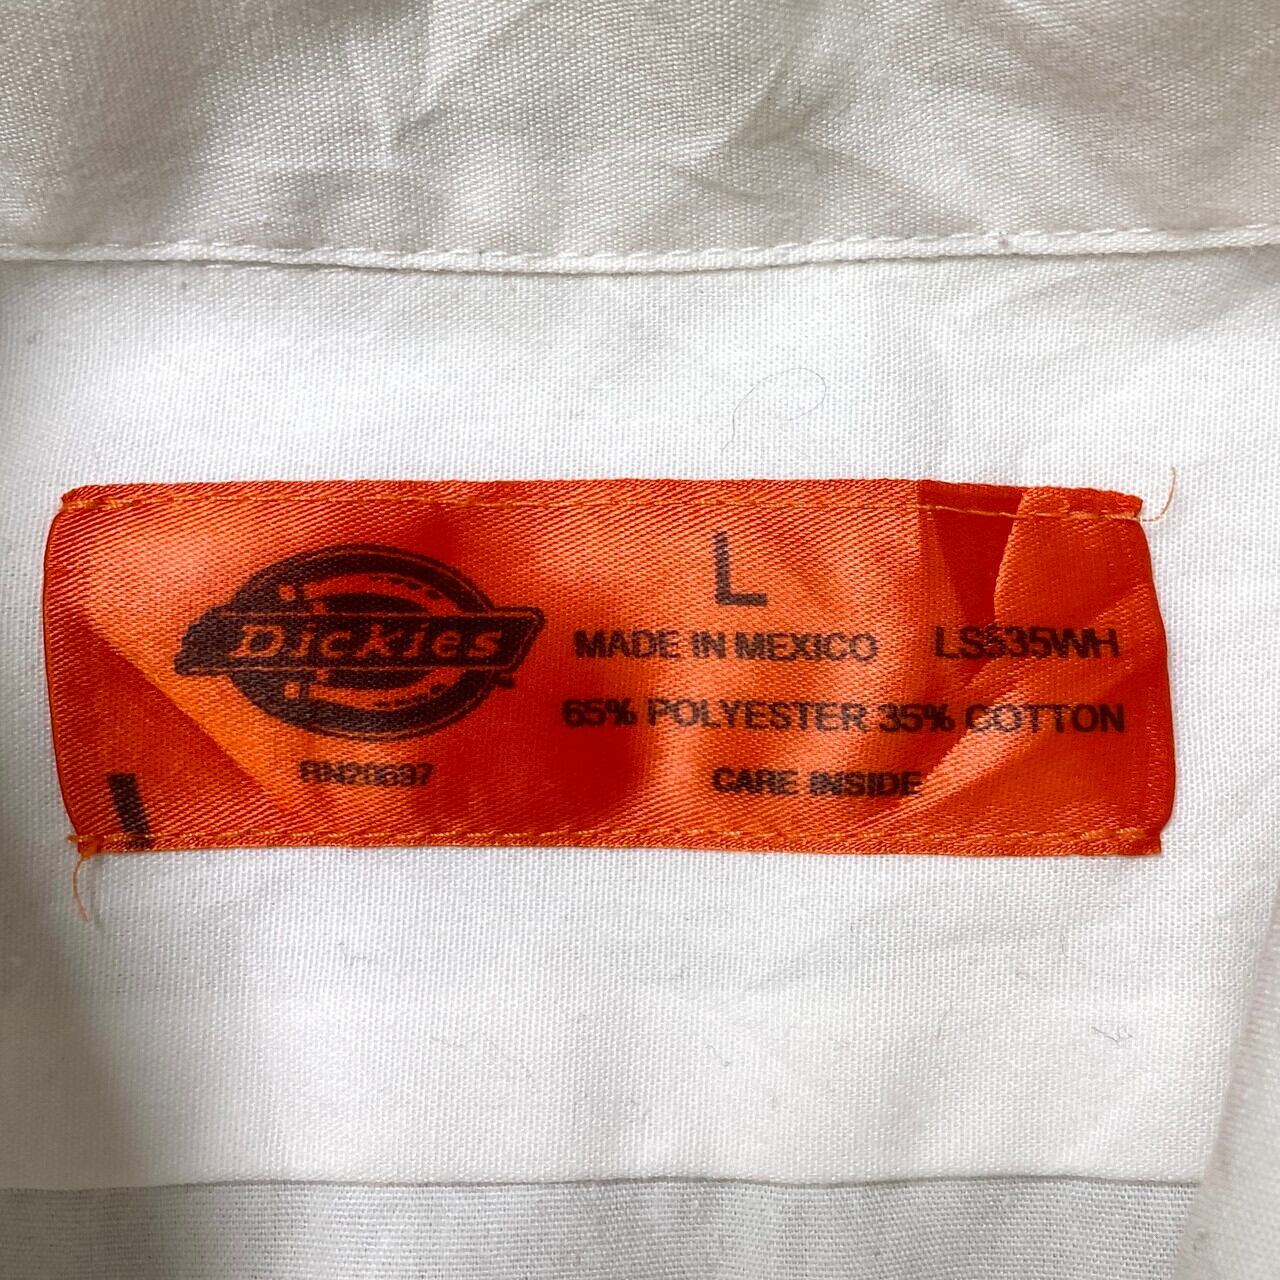 Dickies
RN20697
L
MADE IN MEXICO LS535WH
65% POLYESTER 35% COTTON
CARE INSIDE